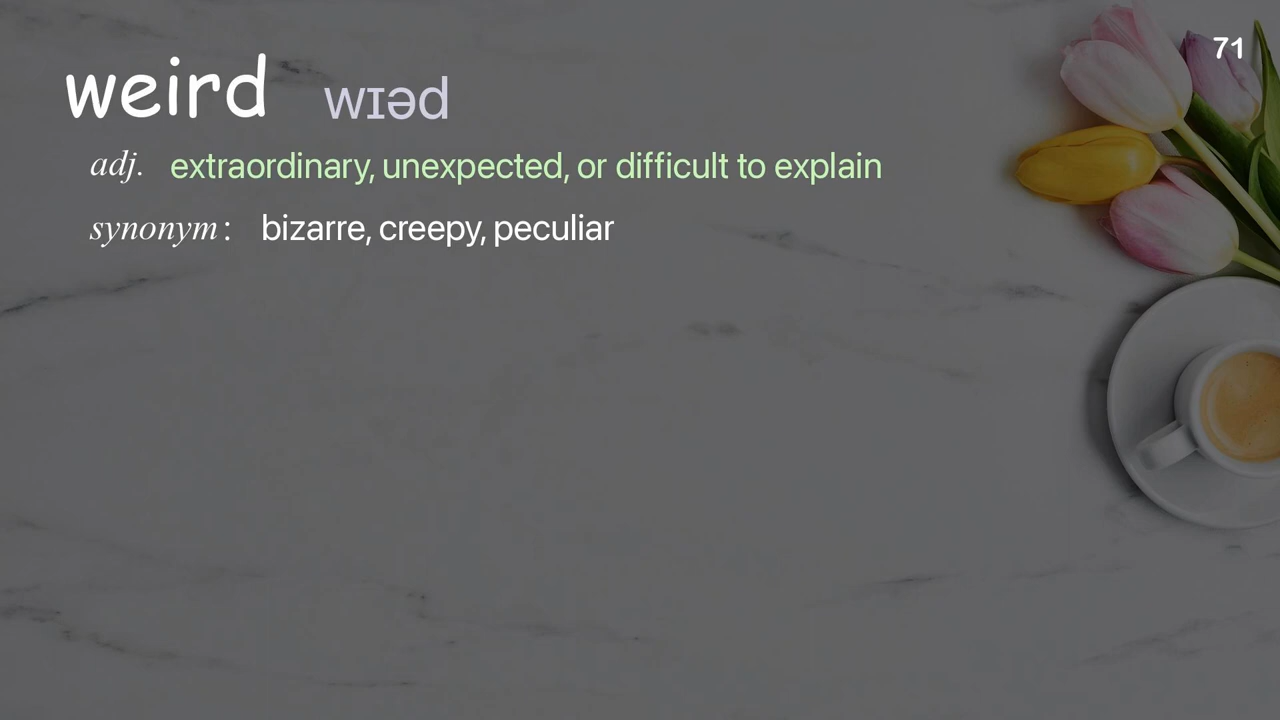 71
weird wɪəd
adj. extraordinary, unexpected, or difficult to explain
synonym: bizarre, creepy, peculiar